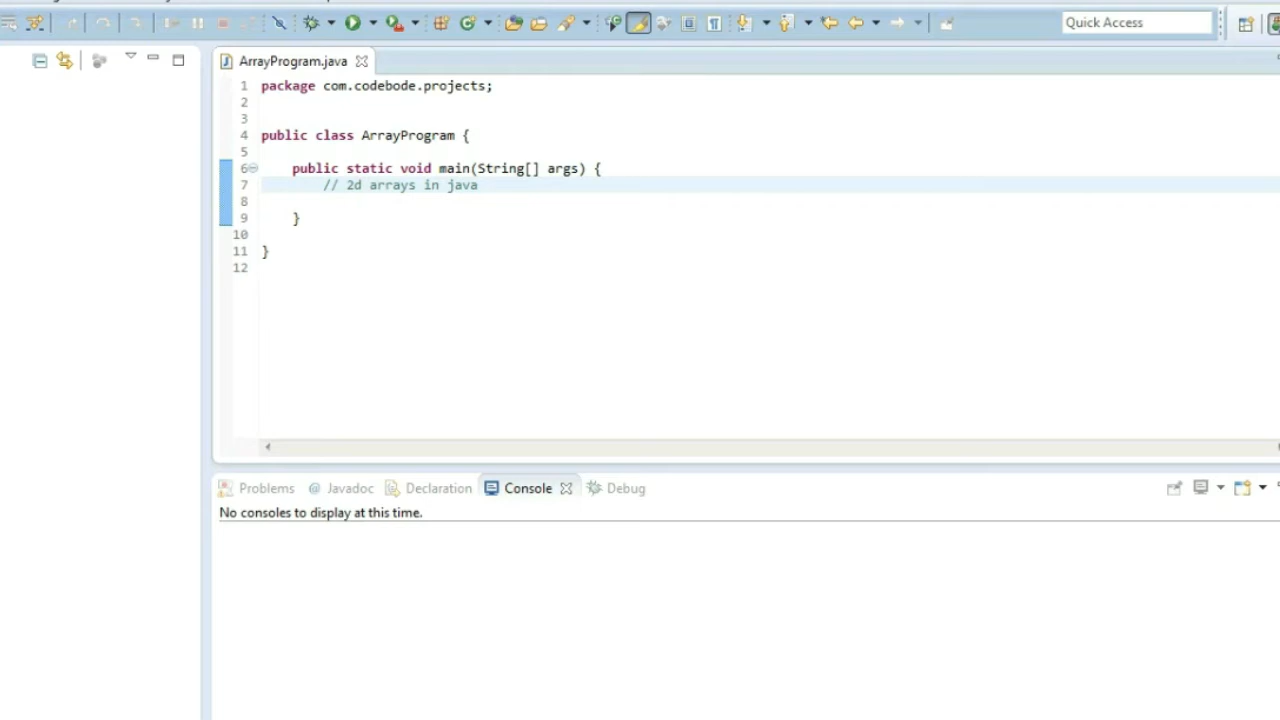 Quick Access
ArrayProgram.java
1 package com.codebode.projects;
2
3
4 public class ArrayProgram {
5
6 public static void main(String[] args) {
7 // 2d arrays in java
8
9 }
10
11 }
12
Problems @ Javadoc Declaration Console Debug
No consoles to display at this time.